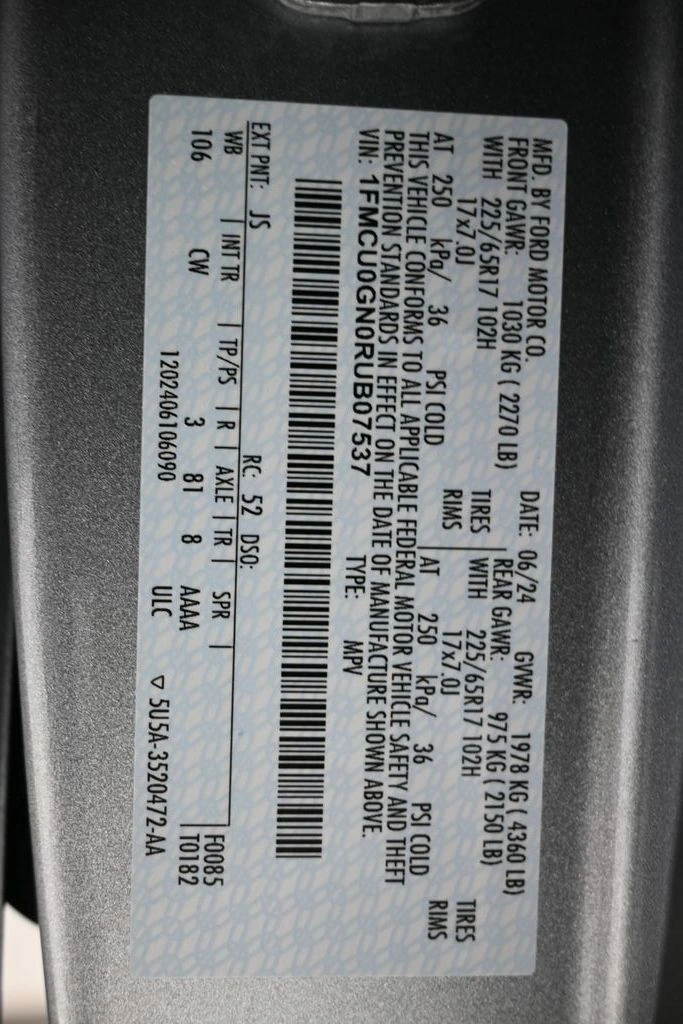 MFD. BY FORD MOTOR CO.
DATE: 06/24 GVWR: 1978 KG ( 4360 LB)
FRONT GAWR: 1030 KG ( 2270 LB) REAR GAWR: 975 KG ( 2150 LB)
WITH 225/65R17 102H TIRES WITH 225/65R17 102H TIRES
17x7.0J RIMS 17x7.0J RIMS
AT 250 kPa/ 36 PSI COLD AT 250 kPa/ 36 PSI COLD
THIS VEHICLE CONFORMS TO ALL APPLICABLE FEDERAL MOTOR VEHICLE SAFETY AND THEFT
PREVENTION STANDARDS IN EFFECT ON THE DATE OF MANUFACTURE SHOWN ABOVE.
VIN: 1FMCU0GN0RUB07537 TYPE: MPV
EXT PNT: JS RC: 52 DSO:
WB | INT TR | TP/PS | R | AXLE | TR | SPR | F0085
106 CW 3 81 8 AAAA T0182
1202406106090 ULC ▽ 5U5A-3520472-AA